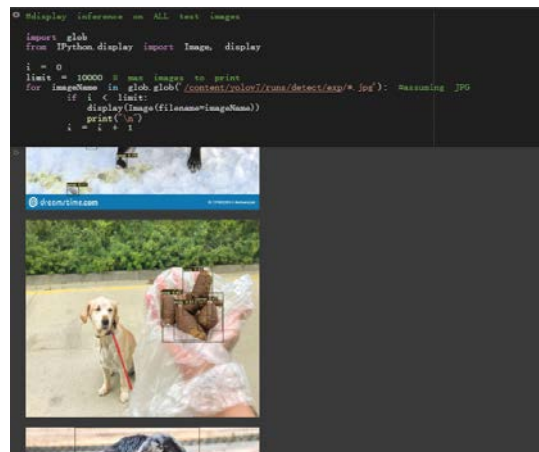 #display inference on ALL test images
import glob
from IPython.display import Image, display
i = 0
limit = 10000 # max images to print
for imageName in glob.glob('/content/yolov7/runs/detect/exp/*.jpg'): #assuming JPG
if i < limit:
display(Image(filename=imageName))
print("\n")
i = i + 1
dreamstime.com